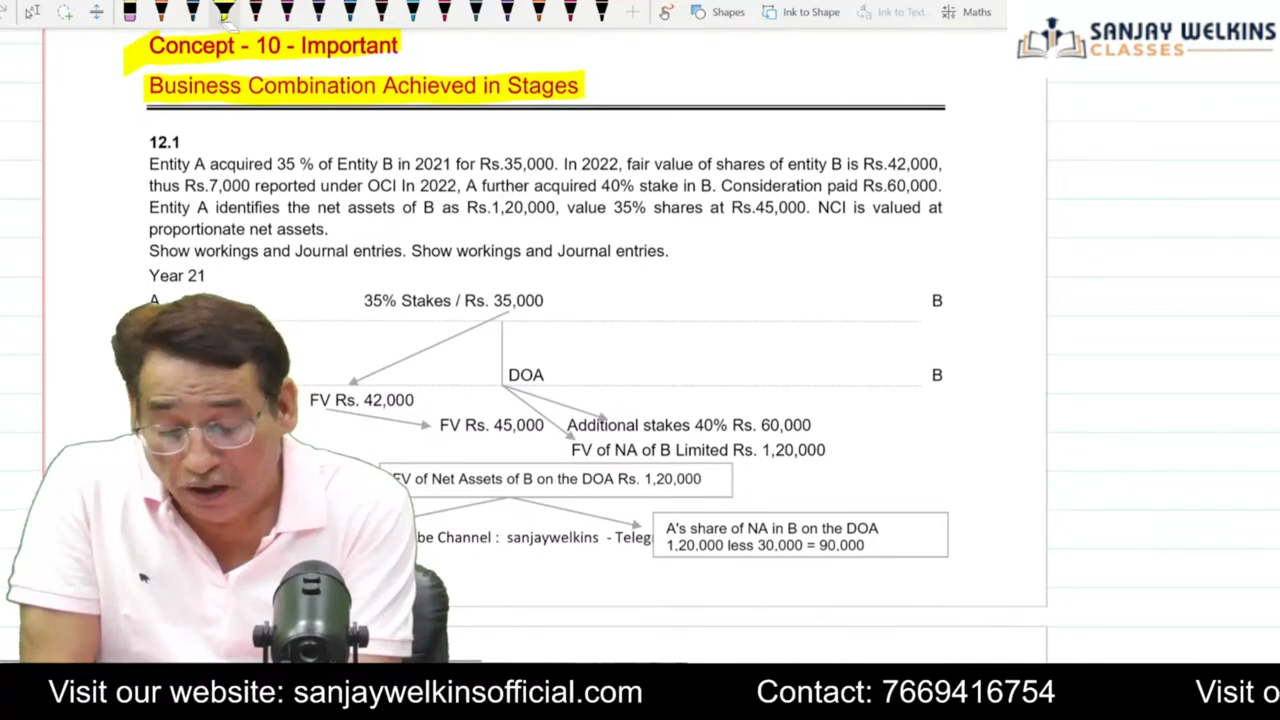 Shapes Ink to Shape Ink to Text Maths
SANJAY WELKINS
CLASSES
Concept - 10 - Important
Business Combination Achieved in Stages
12.1
Entity A acquired 35 % of Entity B in 2021 for Rs.35,000. In 2022, fair value of shares of entity B is Rs.42,000,
thus Rs.7,000 reported under OCI In 2022, A further acquired 40% stake in B. Consideration paid Rs.60,000.
Entity A identifies the net assets of B as Rs.1,20,000, value 35% shares at Rs.45,000. NCI is valued at
proportionate net assets.
Show workings and Journal entries. Show workings and Journal entries.
Year 21
A 35% Stakes / Rs. 35,000 B
DOA B
FV Rs. 42,000
FV Rs. 45,000 Additional stakes 40% Rs. 60,000
FV of NA of B Limited Rs. 1,20,000
FV of Net Assets of B on the DOA Rs. 1,20,000
A's share of NA in B on the DOA
be Channel : sanjaywelkins - Teleg
1,20,000 less 30,000 = 90,000
Visit our website: sanjaywelkinsofficial.com Contact: 7669416754 Visit o